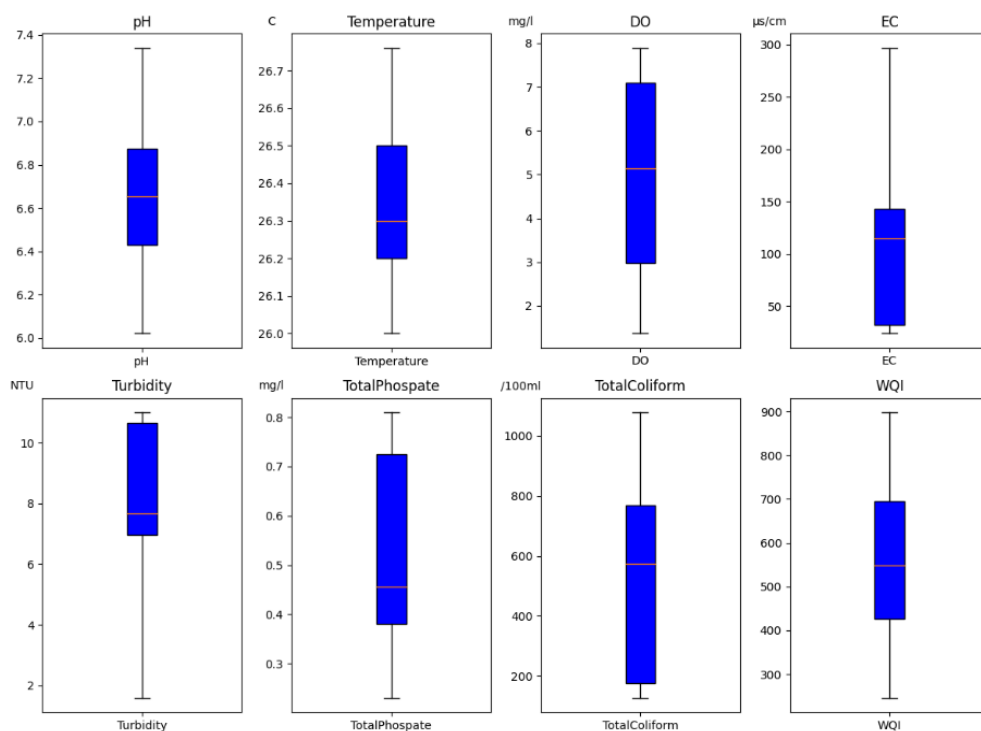 pH
7.4
7.2
7.0
6.8
6.6
6.4
6.2
6.0
pH
C
Temperature
26.7
26.6
26.5
26.4
26.3
26.2
26.1
26.0
Temperature
mg/l
DO
8
7
6
5
4
3
2
DO
μs/cm
EC
300
250
200
150
100
50
EC
NTU
Turbidity
10
8
6
4
2
Turbidity
mg/l
TotalPhospate
0.8
0.7
0.6
0.5
0.4
0.3
TotalPhospate
/100ml
TotalColiform
1000
800
600
400
200
TotalColiform
WQI
900
800
700
600
500
400
300
WQI